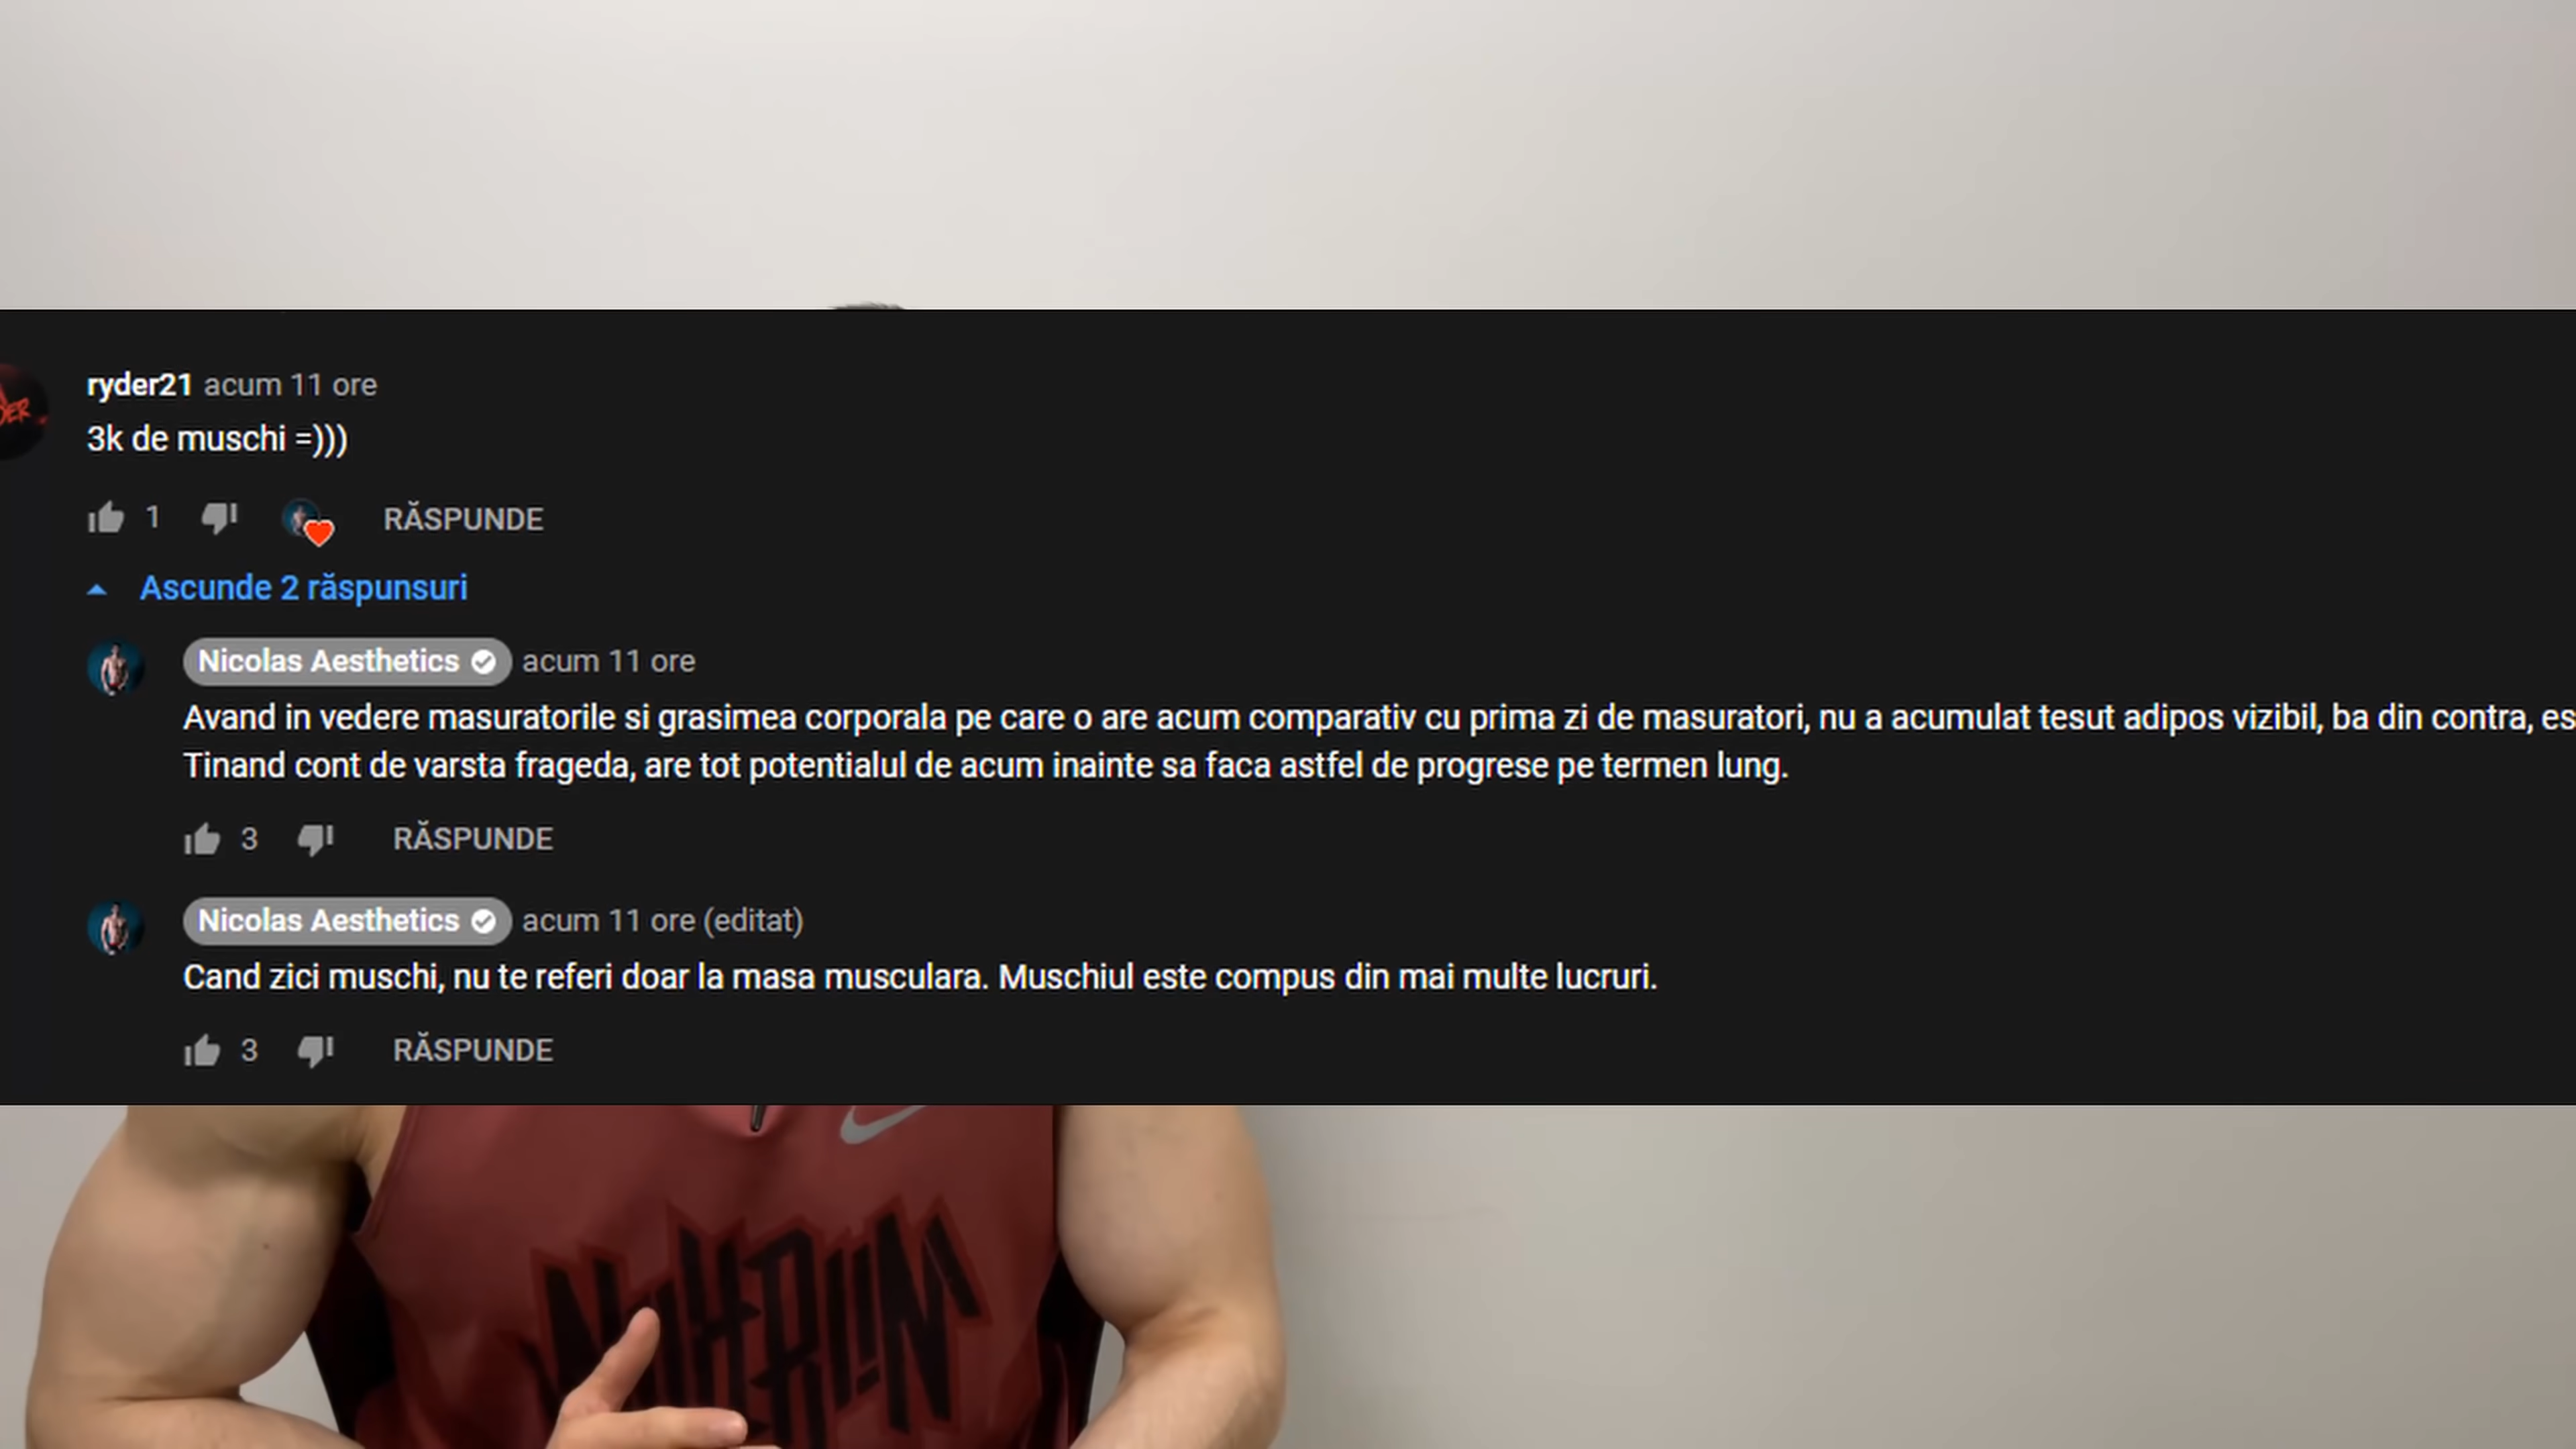 ryder21 acum 11 ore
3k de muschi =)))
1 RĂSPUNDE
Ascunde 2 răspunsuri
Nicolas Aesthetics acum 11 ore
Avand in vedere masuratorile si grasimea corporala pe care o are acum comparativ cu prima zi de masuratori, nu a acumulat tesut adipos vizibil, ba din contra,
Tinand cont de varsta frageda, are tot potentialul de acum inainte sa faca astfel de progrese pe termen lung.
3 RĂSPUNDE
Nicolas Aesthetics acum 11 ore (editat)
Cand zici muschi, nu te referi doar la masa musculara. Muschiul este compus din mai multe lucruri.
3 RĂSPUNDE